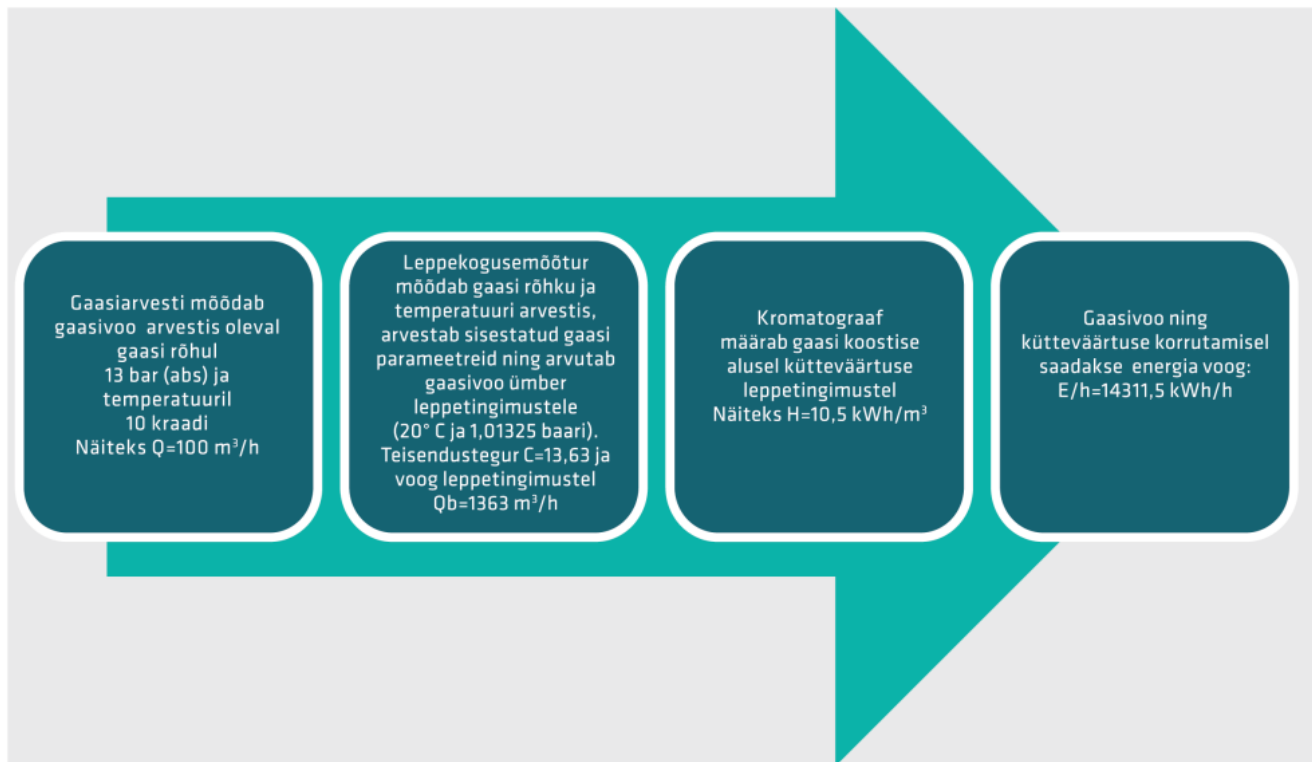 Gaasiarvesti mõõdab
gaasivoo arvestis oleval
gaasi rõhul
13 bar (abs) ja
temperatuuril
10 kraadi
Näiteks Q=100 m³/h
Leppekogusemõõtur
mõõdab gaasi rõhku ja
temperatuuri arvestis,
arvestab sisestatud gaasi
parameetreid ning arvutab
gaasivoo ümber
leppetingimustele
(20° C ja 1,01325 baari).
Teisendustegur C=13,63 ja
voog leppetingimustel
Qb=1363 m³/h
Kromatograaf
määrab gaasi koostise
alusel kütteväärtuse
leppetingimustel
Näiteks H=10,5 kWh/m³
Gaasivoo ning
kütteväärtuse korrutamisel
saadakse energia voog:
E/h=14311,5 kWh/h